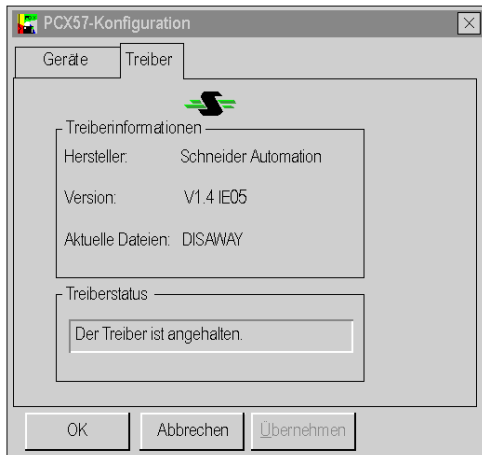 PCX57-Konfiguration
Geräte Treiber
Treiberinformationen
Hersteller: Schneider Automation
Version: V1.4 IE05
Aktuelle Dateien: DISAWAY
Treiberstatus
Der Treiber ist angehalten.
OK Abbrechen Übernehmen